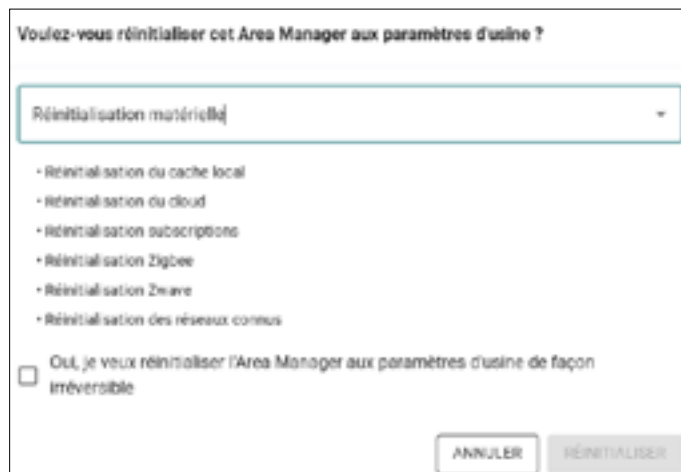 Voulez-vous réinitialiser cet Area Manager aux paramètres d'usine ?
Réinitialisation matérielle
• Réinitialisation du cache local
• Réinitialisation du cloud
• Réinitialisation subscriptions
• Réinitialisation Zigbee
• Réinitialisation Zwave
• Réinitialisation des réseaux connus
Oui, je veux réinitialiser l'Area Manager aux paramètres d'usine de façon
irréversible
ANNULER RÉINITIALISER